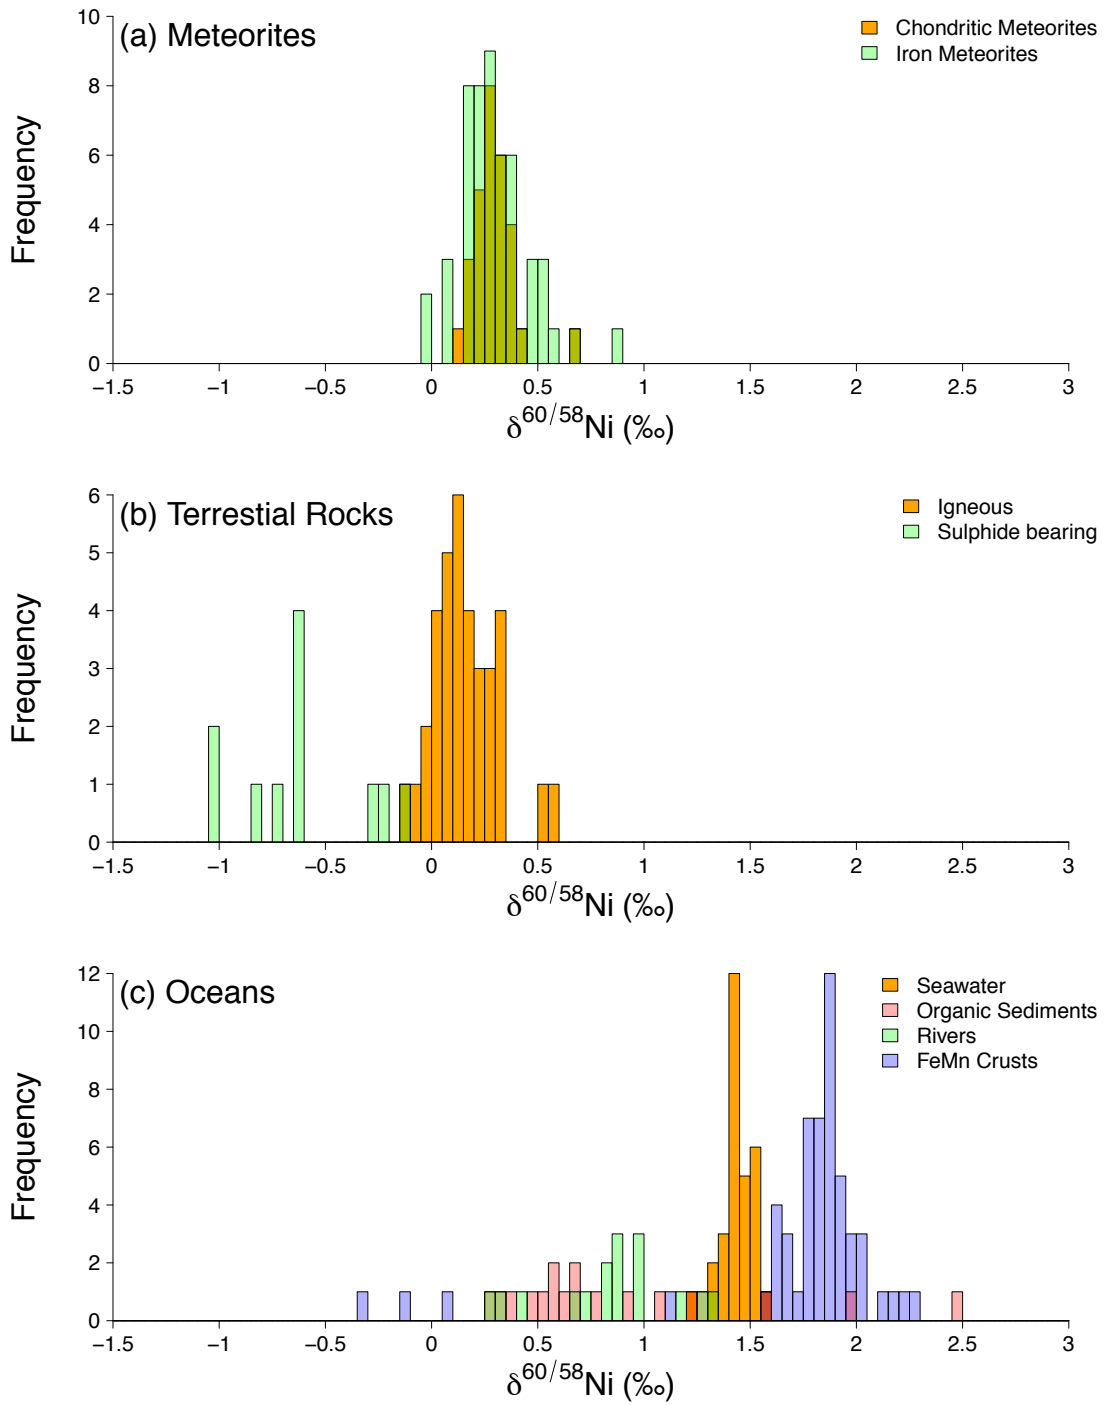 (a) Meteorites
Chondritic Meteorites
Iron Meteorites
Frequency
10
8
6
4
2
0
−1.5 −1 −0.5 0 0.5 1 1.5 2 2.5 3
δ60/58Ni (‰)
(b) Terrestial Rocks
Igneous
Sulphide bearing
Frequency
6
5
4
3
2
1
0
−1.5 −1 −0.5 0 0.5 1 1.5 2 2.5 3
δ60/58Ni (‰)
(c) Oceans
Seawater
Organic Sediments
Rivers
FeMn Crusts
Frequency
12
10
8
6
4
2
0
−1.5 −1 −0.5 0 0.5 1 1.5 2 2.5 3
δ60/58Ni (‰)